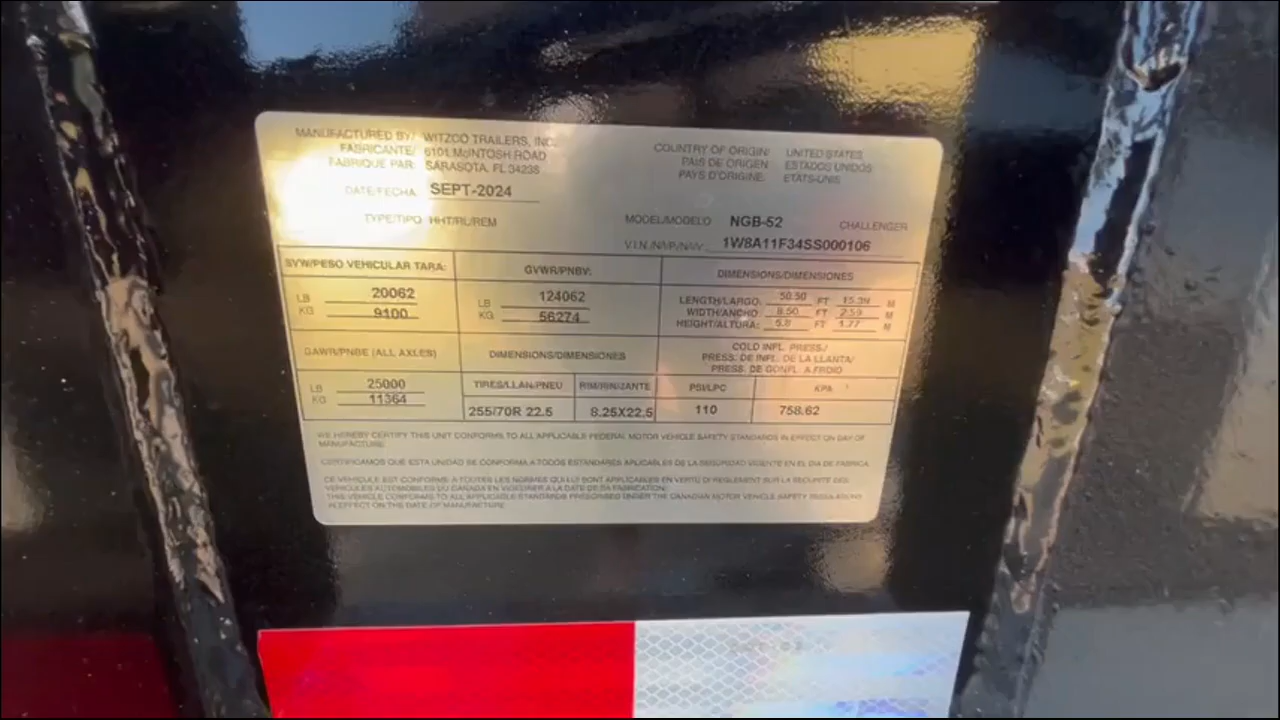 MANUFACTURED BY/ WITZCO TRAILERS, INC.
FABRICANTE/ 6101 McINTOSH ROAD
FABRIQUE PAR: SARASOTA, FL 34238
DATE/FECHA SEPT-2024
TYPE/TIPO HHT/RL/REM
COUNTRY OF ORIGIN/ UNITED STATES
PAIS DE ORIGEN ESTADOS UNIDOS
PAYS D'ORIGINE: ETATS-UNIS
MODEL/MODELO NGB-52 CHALLENGER
V.I.N./N/I/P/N/I/V: 1W8A11F34SS000106
SVW/PESO VEHICULAR TARA:
LB 20062
KG 9100
GVWR/PNBV:
LB 124062
KG 56274
DIMENSIONS/DIMENSIONES
LENGTH/LARGO: 50.50 FT 15.39 M
WIDTH/ANCHO: 8.50 FT 2.59 M
HEIGHT/ALTURA: 5.8 FT 1.77 M
GAWR/PNBE (ALL AXLES)
LB 25000
KG 11364
DIMENSIONS/DIMENSIONES
TIRES/LLAN/PNEU RIM/RIN/JANTE
255/70R 22.5 8.25X22.5
COLD INFL. PRESS./
PRESS. DE INFL. DE LA LLANTA/
PRESS. DE GONFL. A FROID
PSI/LPC KPA
110 758.62
WE HEREBY CERTIFY THIS UNIT CONFORMS TO ALL APPLICABLE FEDERAL MOTOR VEHICLE SAFETY STANDARDS IN EFFECT ON DAY OF
MANUFACTURE.
CERTIFICAMOS QUE ESTA UNIDAD SE CONFORMA A TODOS ESTANDARES APLICABLES DE LA SEGURIDAD VIGENTE EN EL DIA DE FABRICA.
CE VEHICULE EST CONFORME A TOUTES LES NORMES QUI LUI SONT APPLICABLES EN VERTU DU REGLEMENT SUR LA SECURITE DES
VEHICULES AUTOMOBILES DU CANADA EN VIGUEUR A LA DATE DE SA FABRICATION:
THIS VEHICLE CONFORMS TO ALL APPLICABLE STANDARDS PRESCRIBED UNDER THE CANADIAN MOTOR VEHICLE SAFETY REGULATIONS
IN EFFECT ON THE DATE OF MANUFACTURE.